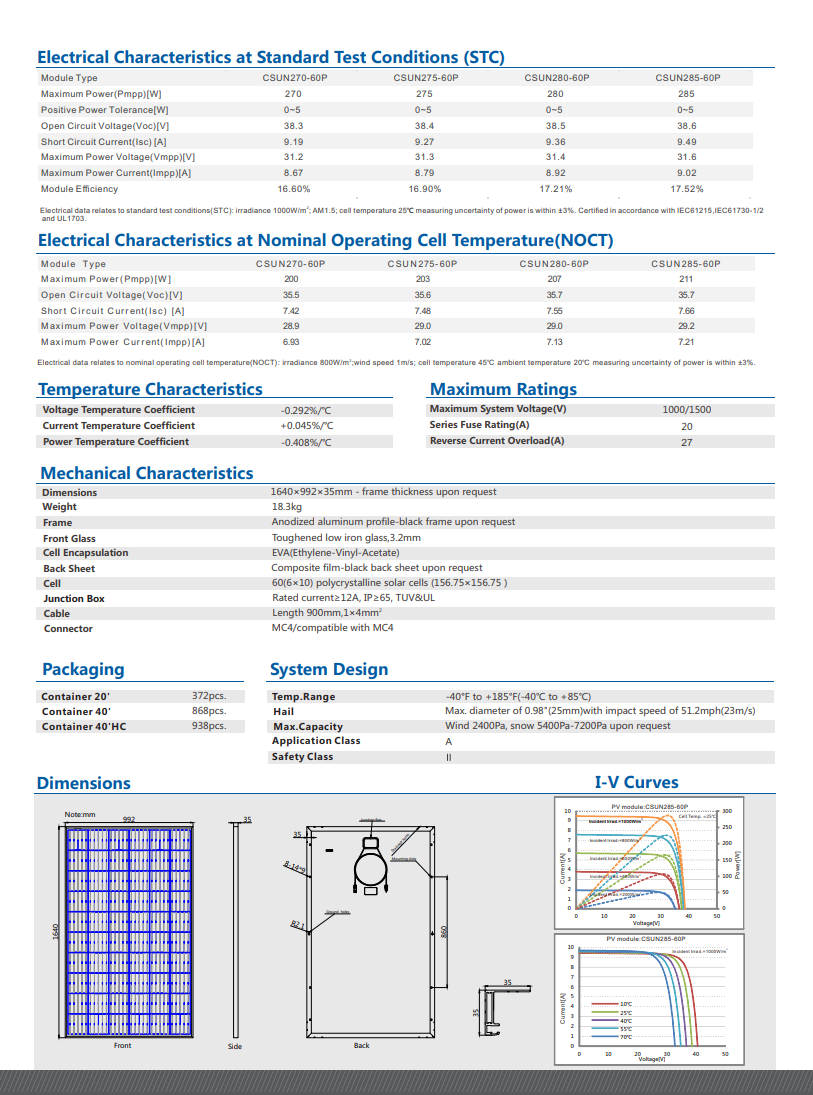 Electrical Characteristics at Standard Test Conditions (STC)
Module Type CSUN270-60P CSUN275-60P CSUN280-60P CSUN285-60P
Maximum Power(Pmpp)[W] 270 275 280 285
Positive Power Tolerance[W] 0~5 0~5 0~5 0~5
Open Circuit Voltage(Voc)[V] 38.3 38.4 38.5 38.6
Short Circuit Current(Isc) [A] 9.19 9.27 9.36 9.49
Maximum Power Voltage(Vmpp)[V] 31.2 31.3 31.4 31.6
Maximum Power Current(Impp)[A] 8.67 8.79 8.92 9.02
Module Efficiency 16.60% 16.90% 17.21% 17.52%
Electrical data relates to standard test conditions(STC): irradiance 1000W/m²; AM1.5; cell temperature 25℃ measuring uncertainty of power is within ±3%. Certified in accordance with IEC61215,IEC61730-1/2
and UL1703.
Electrical Characteristics at Nominal Operating Cell Temperature(NOCT)
Module Type CSUN270-60P CSUN275-60P CSUN280-60P CSUN285-60P
Maximum Power(Pmpp)[W] 200 203 207 211
Open Circuit Voltage(Voc)[V] 35.5 35.6 35.7 35.7
Short Circuit Current(Isc) [A] 7.42 7.48 7.55 7.66
Maximum Power Voltage(Vmpp)[V] 28.9 29.0 29.0 29.2
Maximum Power Current(Impp)[A] 6.93 7.02 7.13 7.21
Electrical data relates to nominal operating cell temperature(NOCT): irradiance 800W/m²;wind speed 1m/s; cell temperature 45℃ ambient temperature 20℃ measuring uncertainty of power is within ±3%.
Temperature Characteristics
Voltage Temperature Coefficient -0.292%/℃
Current Temperature Coefficient +0.045%/℃
Power Temperature Coefficient -0.408%/℃
Maximum Ratings
Maximum System Voltage(V) 1000/1500
Series Fuse Rating(A) 20
Reverse Current Overload(A) 27
Mechanical Characteristics
Dimensions 1640×992×35mm - frame thickness upon request
Weight 18.3kg
Frame Anodized aluminum profile-black frame upon request
Front Glass Toughened low iron glass,3.2mm
Cell Encapsulation EVA(Ethylene-Vinyl-Acetate)
Back Sheet Composite film-black back sheet upon request
Cell 60(6×10) polycrystalline solar cells (156.75×156.75 )
Junction Box Rated current≥12A, IP≥65, TUV&UL
Cable Length 900mm,1×4mm²
Connector MC4/compatible with MC4
Packaging
Container 20' 372pcs.
Container 40' 868pcs.
Container 40'HC 938pcs.
System Design
Temp.Range -40°F to +185°F(-40℃ to +85℃)
Hail Max. diameter of 0.98"(25mm)with impact speed of 51.2mph(23m/s)
Max.Capacity Wind 2400Pa, snow 5400Pa-7200Pa upon request
Application Class A
Safety Class II
Dimensions
Note:mm
992
1640
Front
35
Side
35
8-14*9
R2.1
860
Back
35
35
I-V Curves
PV module:CSUN285-60P
Cell Temp. =25℃
Incident Irrad.=1000W/m²
Incident Irrad.=800W/m²
Incident Irrad.=600W/m²
Incident Irrad.=400W/m²
Incident Irrad.=200W/m²
Current[A]
10
9
8
7
6
5
4
3
2
1
0
Power[W]
300
250
200
150
100
50
0
0 10 20 30 40 50
Voltage[V]
PV module:CSUN285-60P
Incident Irrad.=1000W/m²
Current[A]
10
9
8
7
6
5
4
3
2
1
0
10℃
25℃
40℃
55℃
70℃
0 10 20 30 40 50
Voltage[V]